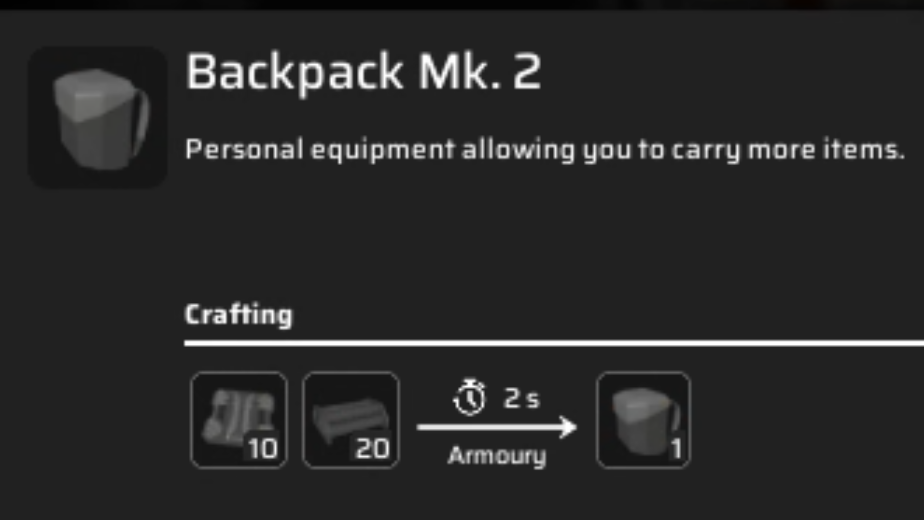 Backpack Mk. 2
Personal equipment allowing you to carry more items.
Crafting
10 20 2 s 1
Armoury